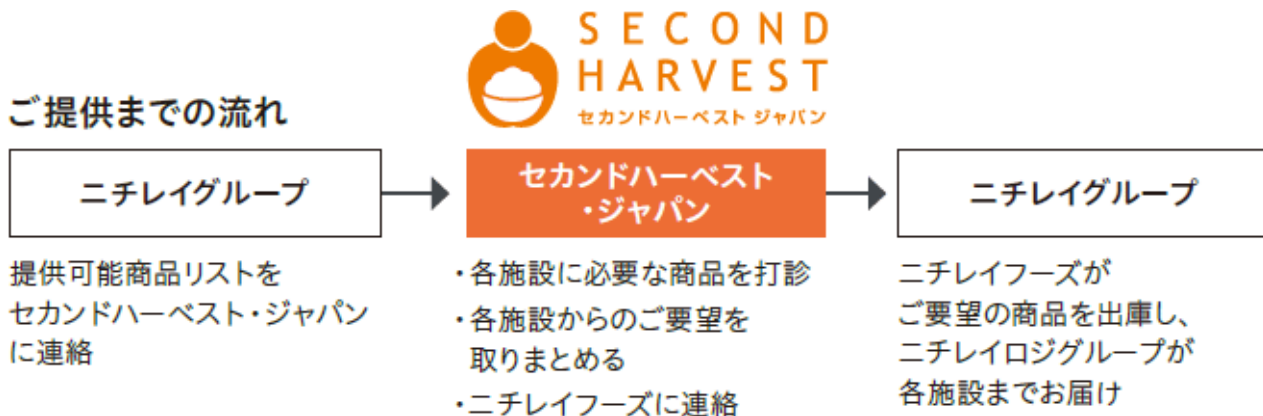 SECOND
HARVEST
セカンドハーベスト ジャパン
ご提供までの流れ
ニチレイグループ
提供可能商品リストを
セカンドハーベスト・ジャパン
に連絡
セカンドハーベスト
・ジャパン
・各施設に必要な商品を打診
・各施設からのご要望を
取りまとめる
・ニチレイフーズに連絡
ニチレイグループ
ニチレイフーズが
ご要望の商品を出庫し、
ニチレイロジグループが
各施設までお届け